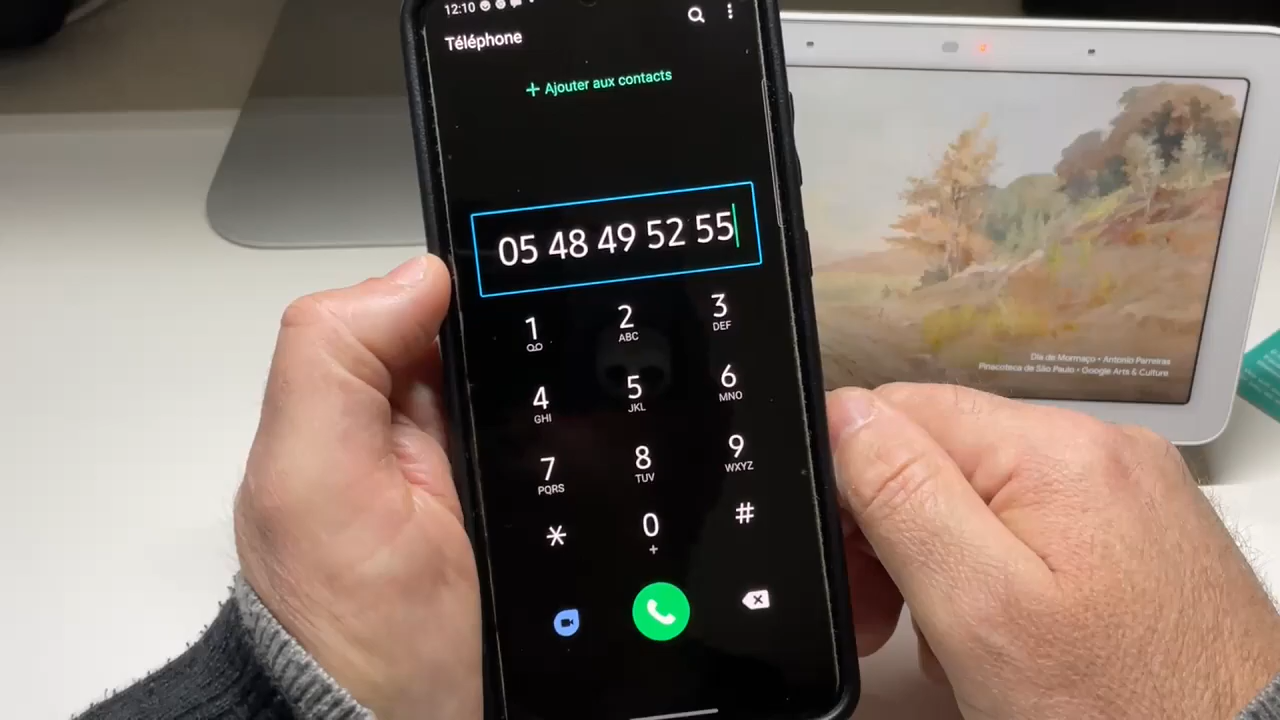 12:10
Téléphone
+ Ajouter aux contacts
05 48 49 52 55
1
2 ABC
3 DEF
4 GHI
5 JKL
6 MNO
7 PQRS
8 TUV
9 WXYZ
*
0 +
#
Dia de Mormaço • Antonio Parreiras
Pinacoteca de São Paulo • Google Arts & Culture